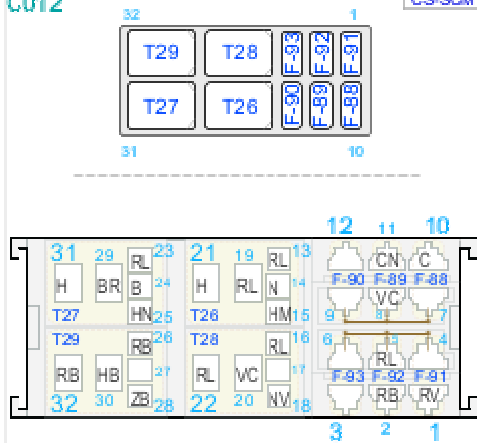 C012
C3-SGM
32 1
T29 T28 F-93 F-92 F-91
T27 T26 F-90 F-89 F-88
31 10
12 11 10
31 29 RL 23 21 19 RL 13 CN C
H BR B 24 H RL N 14 F-90 F-89 F-88
VC
T27 HN 25 T26 HM 15 9 8 7
T29 RB 26 T28 RL 16 6 5 4
RL
RB HB 27 RL VC 17 F-93 F-92 F-91
32 30 ZB 28 22 20 NV 18 RB RV
3 2 1